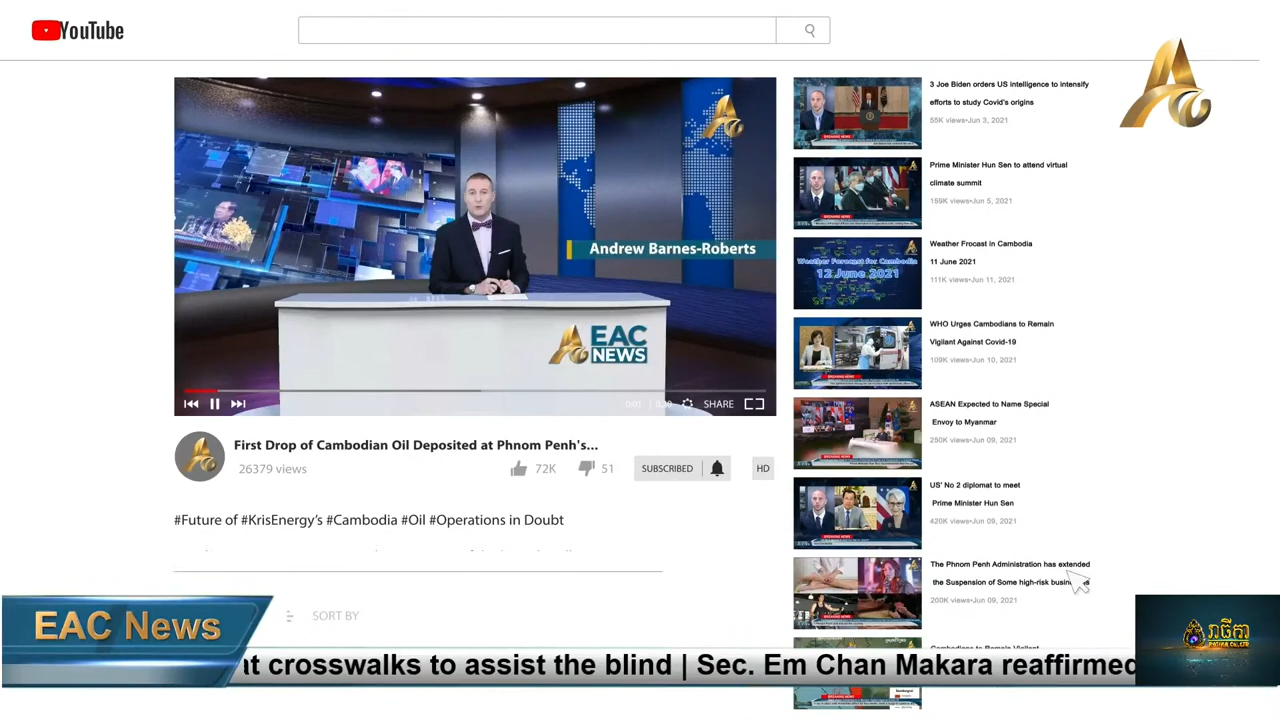 YouTube
Andrew Barnes-Roberts
EAC
NEWS
0:01 / 0:30
SHARE
First Drop of Cambodian Oil Deposited at Phnom Penh's...
26379 views
72K
51
SUBSCRIBED
HD
#Future of #KrisEnergy's #Cambodia #Oil #Operations in Doubt
SORT BY
3 Joe Biden orders US intelligence to intensify
efforts to study Covid's origins
55K views•Jun 3, 2021
Prime Minister Hun Sen to attend virtual
climate summit
159K views•Jun 5, 2021
Weather Forecast for Cambodia
12 June 2021
Weather Frocast in Cambodia
11 June 2021
111K views•Jun 11, 2021
WHO Urges Cambodians to Remain
Vigilant Against Covid-19
109K views•Jun 10, 2021
ASEAN Expected to Name Special
Envoy to Myanmar
250K views•Jun 09, 2021
US' No 2 diplomat to meet
Prime Minister Hun Sen
420K views•Jun 09, 2021
The Phnom Penh Administration has extended
the Suspension of Some high-risk
200K views•Jun 09, 2021
EAC News
at crosswalks to assist the blind | Sec. Em Chan Makara reaffirmed
រាជីកា